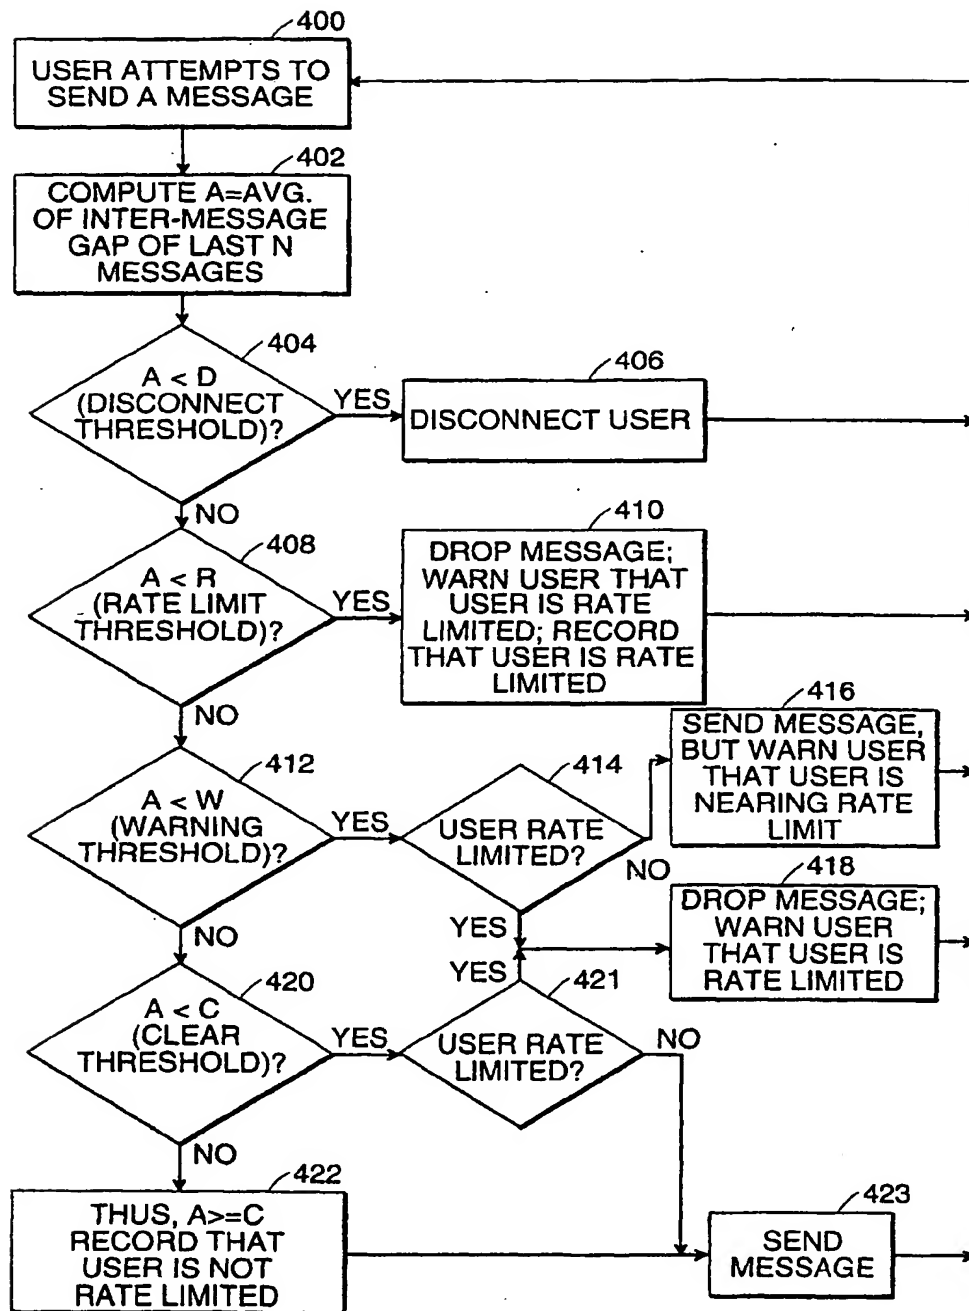 400
USER ATTEMPTS TO
SEND A MESSAGE
402
COMPUTE A=AVG.
OF INTER-MESSAGE
GAP OF LAST N
MESSAGES
404
A < D
(DISCONNECT
THRESHOLD)?
YES
NO
406
DISCONNECT USER
408
A < R
(RATE LIMIT
THRESHOLD)?
YES
NO
410
DROP MESSAGE;
WARN USER THAT
USER IS RATE
LIMITED; RECORD
THAT USER IS RATE
LIMITED
412
A < W
(WARNING
THRESHOLD)?
YES
NO
414
USER RATE
LIMITED?
NO
YES
416
SEND MESSAGE,
BUT WARN USER
THAT USER IS
NEARING RATE
LIMIT
418
DROP MESSAGE;
WARN USER
THAT USER IS
RATE LIMITED
420
A < C
(CLEAR
THRESHOLD)?
YES
NO
YES
421
USER RATE
LIMITED?
NO
422
THUS, A>=C
RECORD THAT
USER IS NOT
RATE LIMITED
423
SEND
MESSAGE